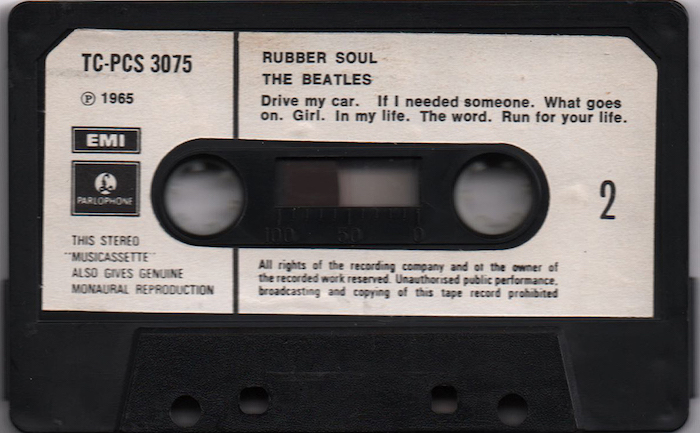 TC-PCS 3075
Ⓟ 1965
EMI
PARLOPHONE
THIS STEREO
"MUSICASSETTE"
ALSO GIVES GENUINE
MONAURAL REPRODUCTION
RUBBER SOUL
THE BEATLES
Drive my car. If I needed someone. What goes
on. Girl. In my life. The word. Run for your life.
100 50 0
2
All rights of the recording company and of the owner of
the recorded work reserved. Unauthorised public performance,
broadcasting and copying of this tape record prohibited